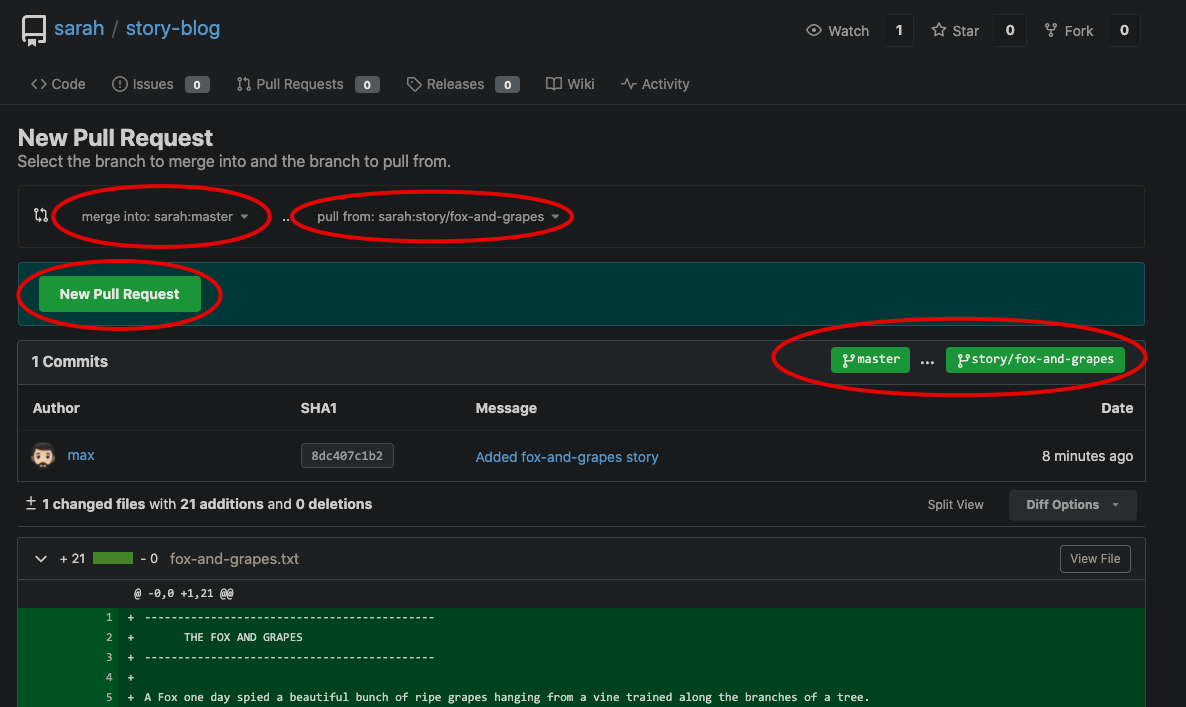 sarah / story-blog
Watch 1 Star 0 Fork 0
Code Issues 0 Pull Requests 0 Releases 0 Wiki Activity
New Pull Request
Select the branch to merge into and the branch to pull from.
merge into: sarah:master .. pull from: sarah:story/fox-and-grapes
New Pull Request
1 Commits master ... story/fox-and-grapes
Author SHA1 Message Date
max 8dc407c1b2 Added fox-and-grapes story 8 minutes ago
± 1 changed files with 21 additions and 0 deletions Split View Diff Options
+ 21 - 0 fox-and-grapes.txt View File
@ -0,0 +1,21 @@
1 + --------------------------------------------
2 + THE FOX AND GRAPES
3 + --------------------------------------------
4 +
5 + A Fox one day spied a beautiful bunch of ripe grapes hanging from a vine trained along the branches of a tree.